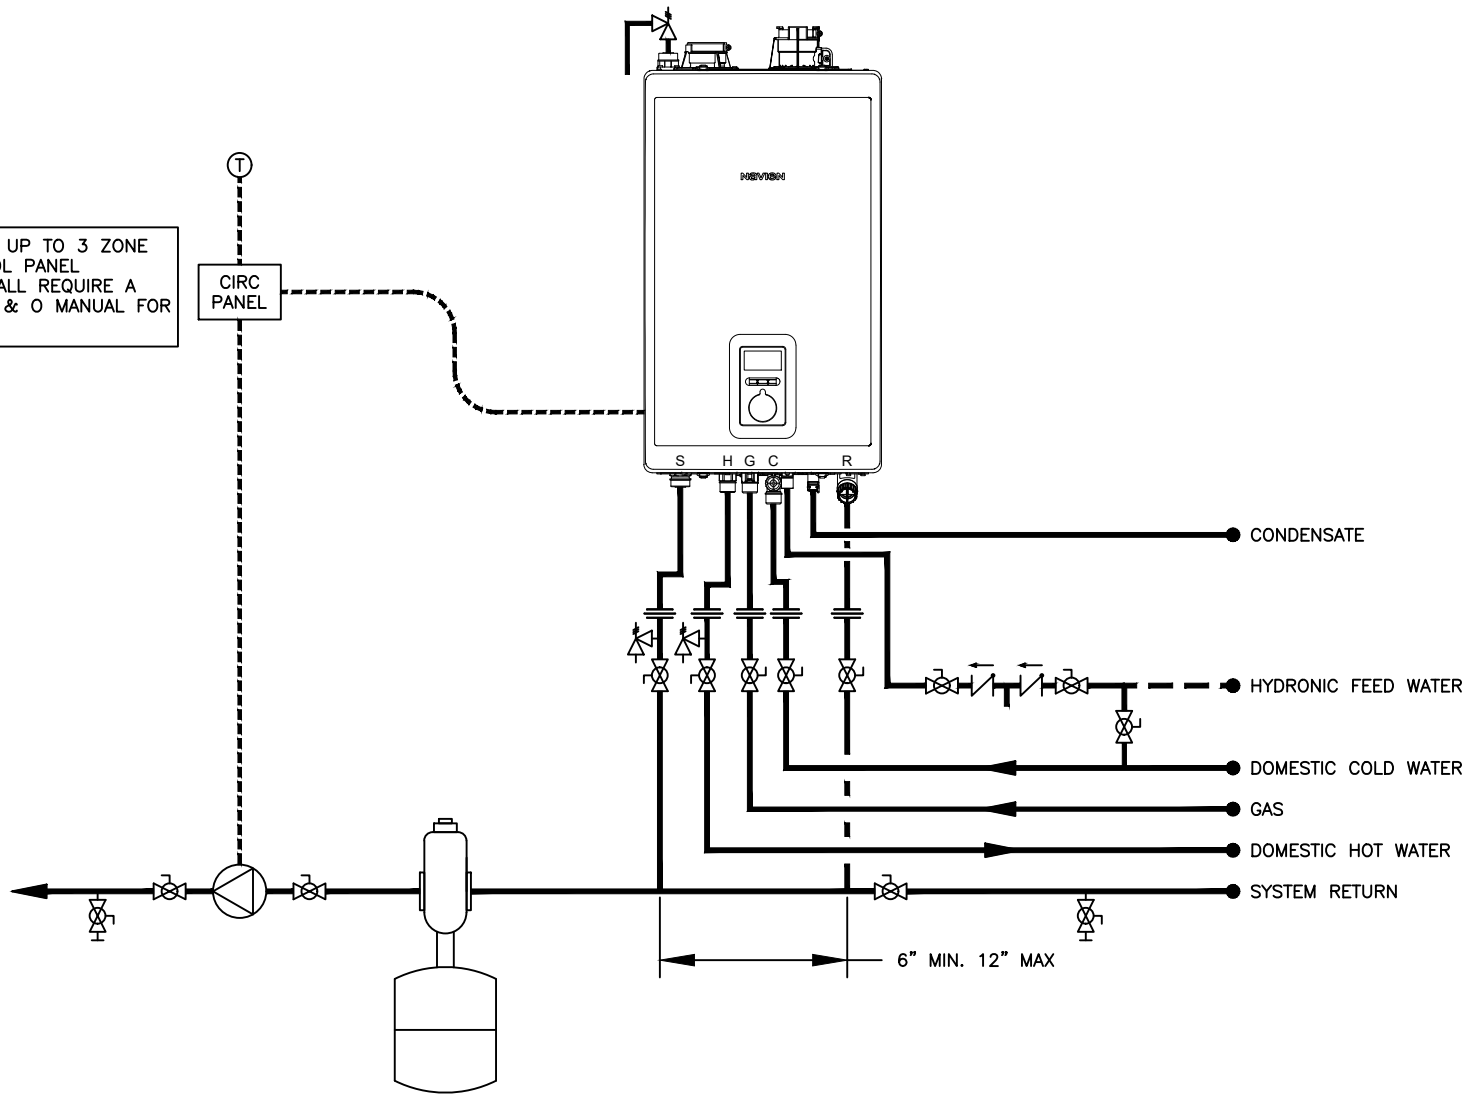 T
UP TO 3 ZONE
PANEL
REQUIRE A
& O MANUAL FOR
CIRC
PANEL
NAVIEN
S H G C R
CONDENSATE
HYDRONIC FEED WATER
DOMESTIC COLD WATER
GAS
DOMESTIC HOT WATER
SYSTEM RETURN
6” MIN. 12” MAX